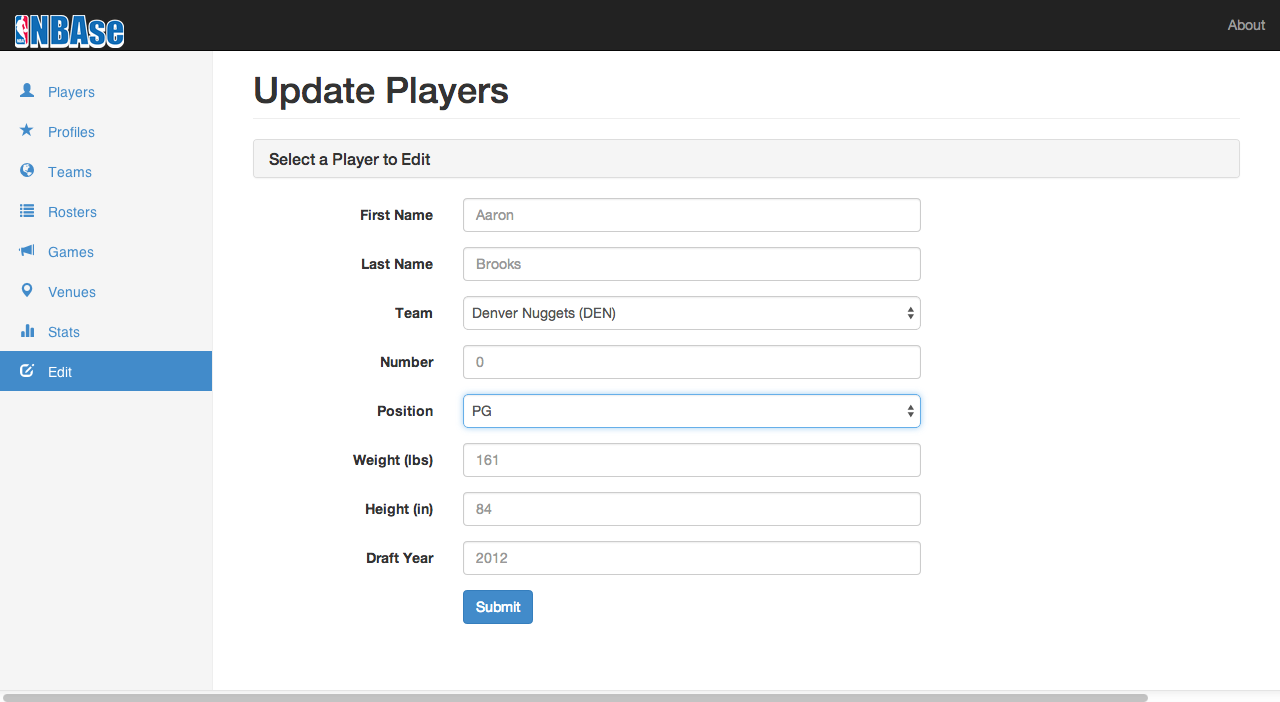 NBAse
About
Players
Profiles
Teams
Rosters
Games
Venues
Stats
Edit
Update Players
Select a Player to Edit
First Name Aaron
Last Name Brooks
Team Denver Nuggets (DEN)
Number 0
Position PG
Weight (lbs) 161
Height (in) 84
Draft Year 2012
Submit